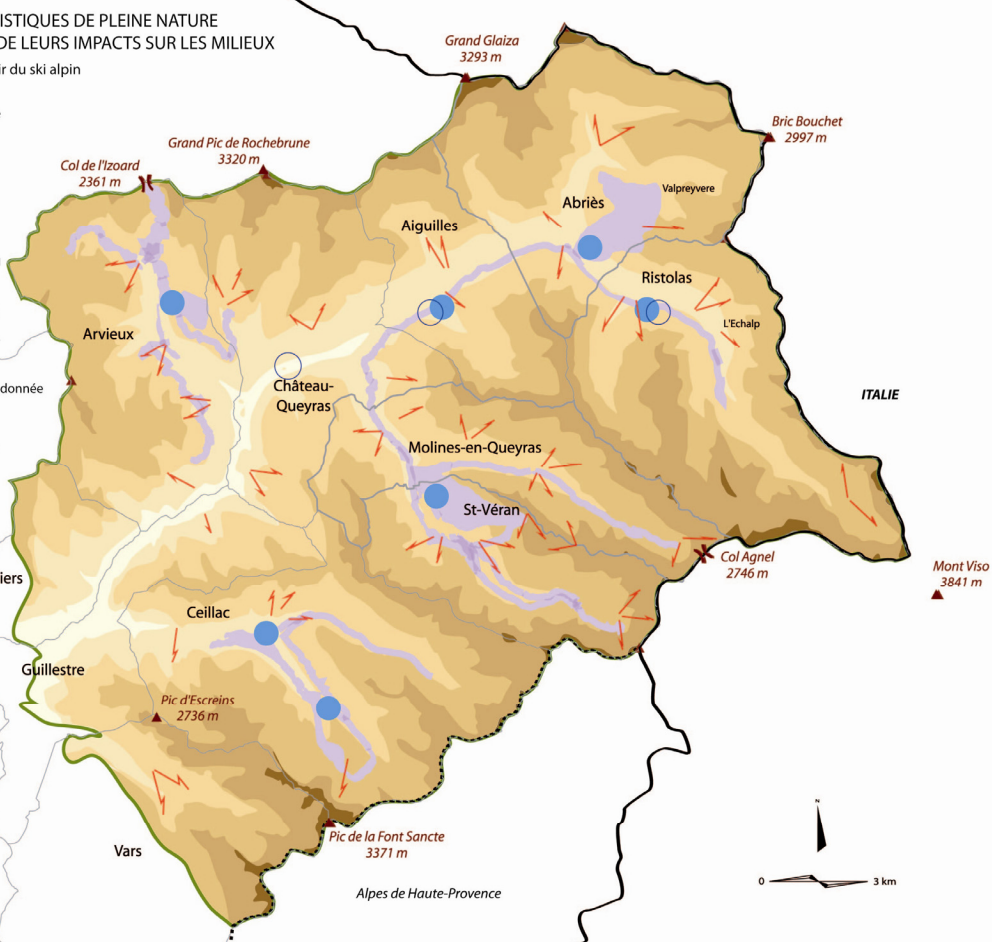 ISTIQUES DE PLEINE NATURE
DE LEURS IMPACTS SUR LES MILIEUX
ir du ski alpin
Grand Glaiza
3293 m
Bric Bouchet
2997 m
Grand Pic de Rochebrune
3320 m
Col de l'Izoard
2361 m
Valpreyvere
Abriès
Aiguilles
Ristolas
L'Echalp
Arvieux
donnée
Château-
Queyras
ITALIE
Molines-en-Queyras
St-Véran
Col Agnel
2746 m
Mont Viso
3841 m
iers
Ceillac
Guillestre
Pic d'Escreins
2736 m
Pic de la Font Sancte
3371 m
Vars
Alpes de Haute-Provence
N
0
3 km